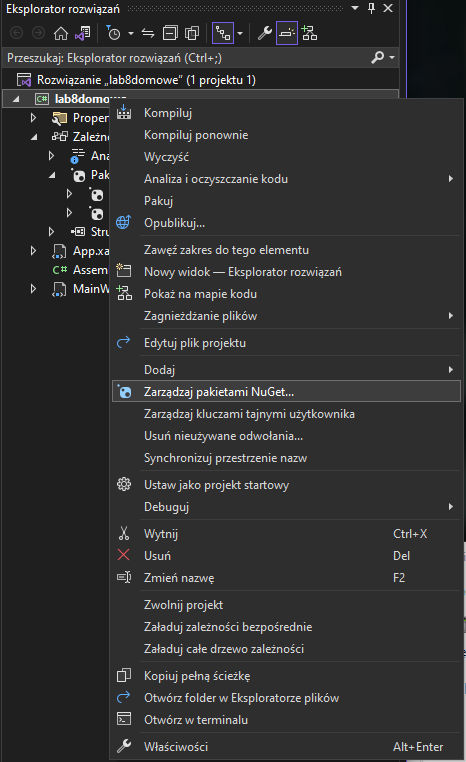 Eksplorator rozwiązań
Przeszukaj: Eksplorator rozwiązań (Ctrl+;)
Rozwiązanie „lab8domowe” (1 projektu 1)
C# lab8domowe
Proper
Zależno
Ana
Pak
Stru
App.xa
C# Assem
MainW
Kompiluj
Kompiluj ponownie
Wyczyść
Analiza i oczyszczanie kodu
Pakuj
Opublikuj...
Zawęź zakres do tego elementu
Nowy widok — Eksplorator rozwiązań
Pokaż na mapie kodu
Zagnieżdżanie plików
Edytuj plik projektu
Dodaj
Zarządzaj pakietami NuGet...
Zarządzaj kluczami tajnymi użytkownika
Usuń nieużywane odwołania...
Synchronizuj przestrzenie nazw
Ustaw jako projekt startowy
Debuguj
Wytnij Ctrl+X
Usuń Del
Zmień nazwę F2
Zwolnij projekt
Załaduj zależności bezpośrednie
Załaduj całe drzewo zależności
Kopiuj pełną ścieżkę
Otwórz folder w Eksploratorze plików
Otwórz w terminalu
Właściwości Alt+Enter